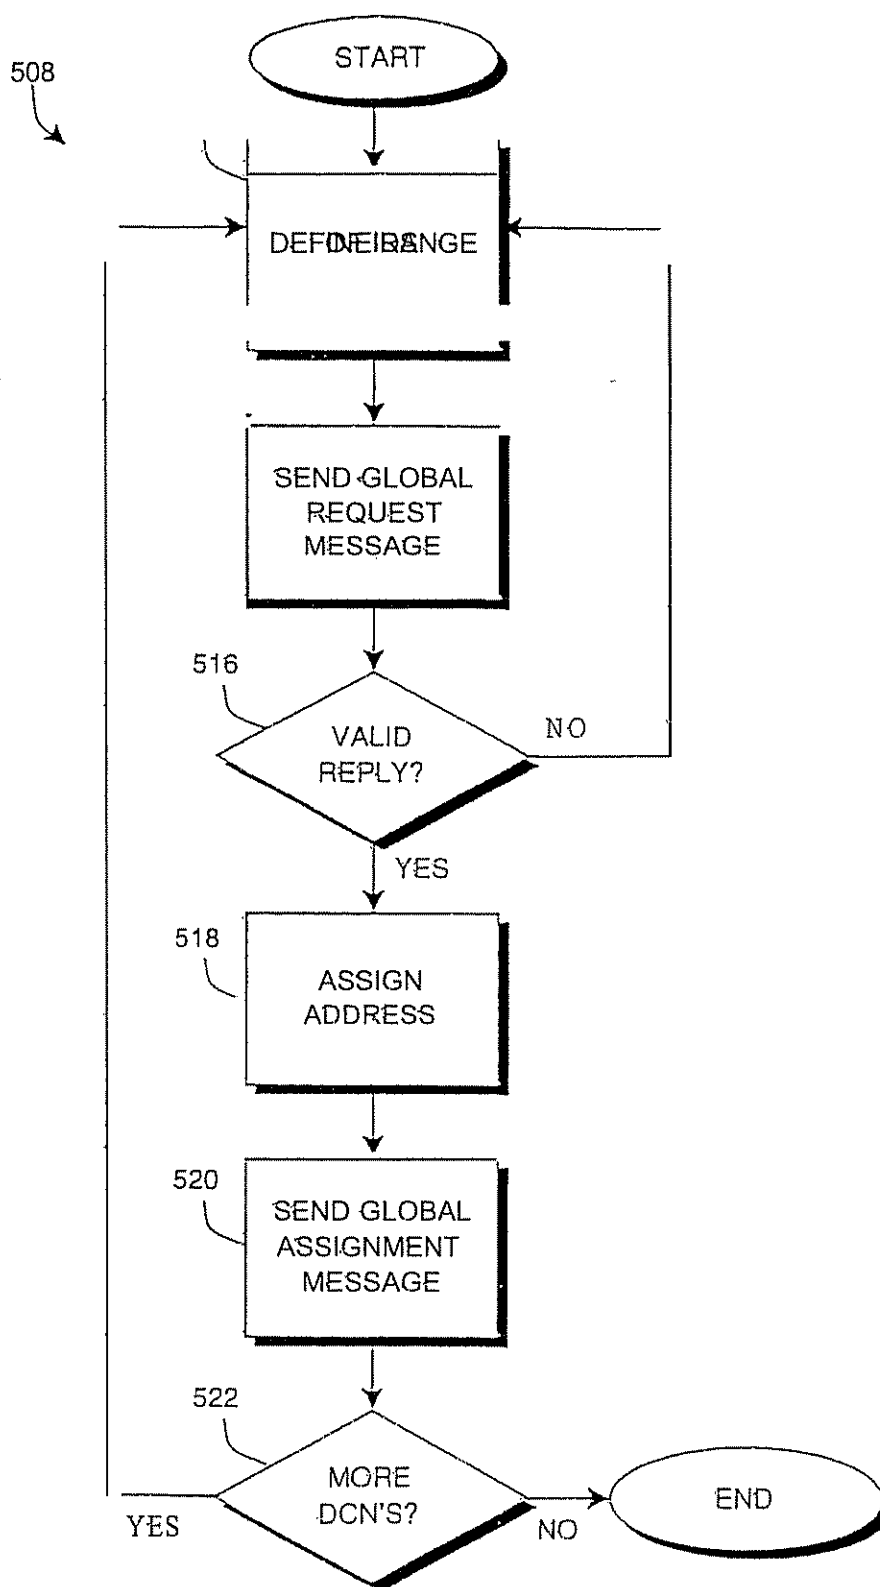 START
508
SEND GLOBAL
REQUEST
MESSAGE
516
VALID
REPLY?
NO
YES
518
ASSIGN
ADDRESS
520
SEND GLOBAL
ASSIGNMENT
MESSAGE
522
MORE
DCN'S?
YES
NO
END